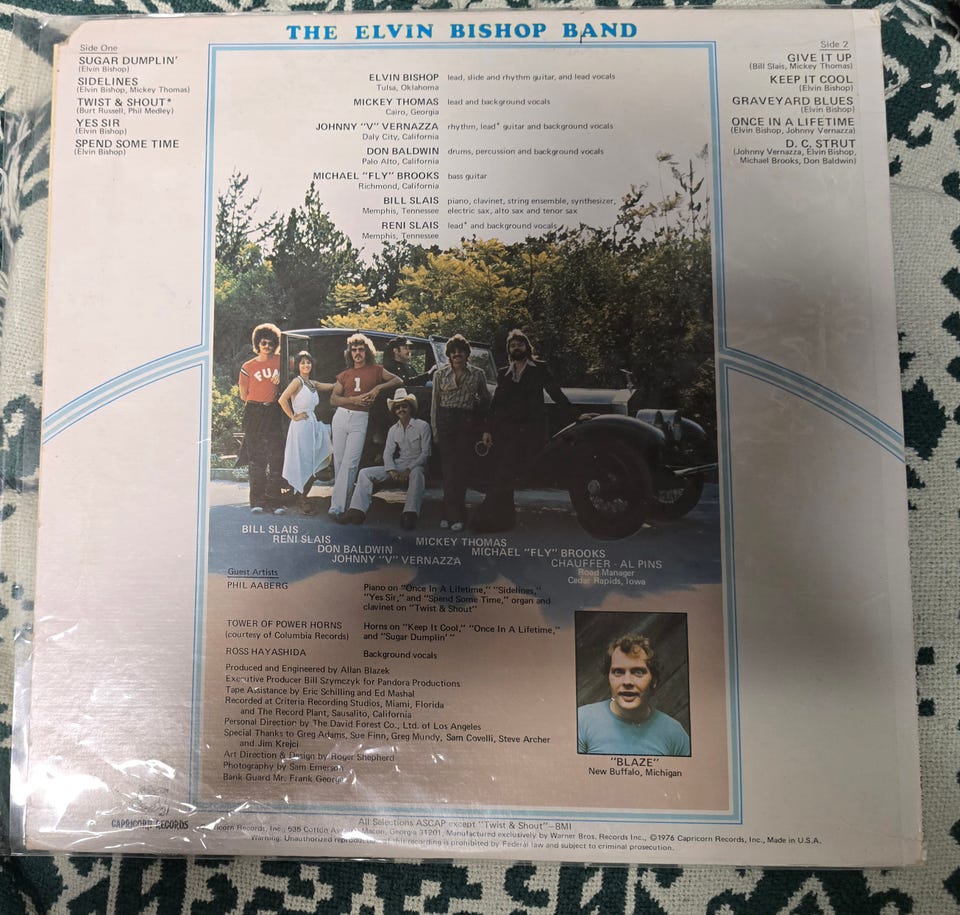 THE ELVIN BISHOP BAND
Side One
SUGAR DUMPLIN'
(Elvin Bishop)
SIDELINES
(Elvin Bishop, Mickey Thomas)
TWIST & SHOUT*
(Burt Russell, Phil Medley)
YES SIR
(Elvin Bishop)
SPEND SOME TIME
(Elvin Bishop)
Side 2
GIVE IT UP
(Bill Slais, Mickey Thomas)
KEEP IT COOL
(Elvin Bishop)
GRAVEYARD BLUES
(Elvin Bishop)
ONCE IN A LIFETIME
(Elvin Bishop, Johnny Vernazza)
D. C. STRUT
(Johnny Vernazza, Elvin Bishop,
Michael Brooks, Don Baldwin)
ELVIN BISHOP lead, slide and rhythm guitar, and lead vocals
Tulsa, Oklahoma
MICKEY THOMAS lead and background vocals
Cairo, Georgia
JOHNNY "V" VERNAZZA rhythm, lead* guitar and background vocals
Daly City, California
DON BALDWIN drums, percussion and background vocals
Palo Alto, California
MICHAEL "FLY" BROOKS bass guitar
Richmond, California
BILL SLAIS piano, clavinet, string ensemble, synthesizer,
Memphis, Tennessee electric sax, alto sax and tenor sax
RENI SLAIS lead* and background vocals
Memphis, Tennessee
FUA
1
BILL SLAIS
RENI SLAIS
DON BALDWIN
JOHNNY "V" VERNAZZA
MICKEY THOMAS
MICHAEL "FLY" BROOKS
CHAUFFER - AL PINS
Road Manager
Cedar Rapids, Iowa
Guest Artists
PHIL AABERG Piano on "Once In A Lifetime," "Sidelines,"
"Yes Sir," and "Spend Some Time," organ and
clavinet on "Twist & Shout"
TOWER OF POWER HORNS Horns on "Keep It Cool," "Once In A Lifetime,"
(courtesy of Columbia Records) and "Sugar Dumplin' "
ROSS HAYASHIDA Background vocals
Produced and Engineered by Allan Blazek
Executive Producer Bill Szymczyk for Pandora Productions
Tape Assistance by Eric Schilling and Ed Mashal
Recorded at Criteria Recording Studios, Miami, Florida
and The Record Plant, Sausalito, California
Personal Direction by The David Forest Co., Ltd. of Los Angeles
Special Thanks to Greg Adams, Sue Finn, Greg Mundy, Sam Covelli, Steve Archer
and Jim Krejci
Art Direction & Design by Roger Shepherd
Photography by Sam Emerson
Bank Guard Mr. Frank George
"BLAZE"
New Buffalo, Michigan
CAPRICORN RECORDS
All Selections ASCAP except "Twist & Shout"—BMI
Capricorn Records, Inc., 535 Cotton Ave., Macon, Georgia 31201, Manufactured exclusively by Warner Bros. Records Inc., ©1976 Capricorn Records, Inc., Made in U.S.A.
Warning: Unauthorized reproduction of this recording is prohibited by Federal law and subject to criminal prosecution.